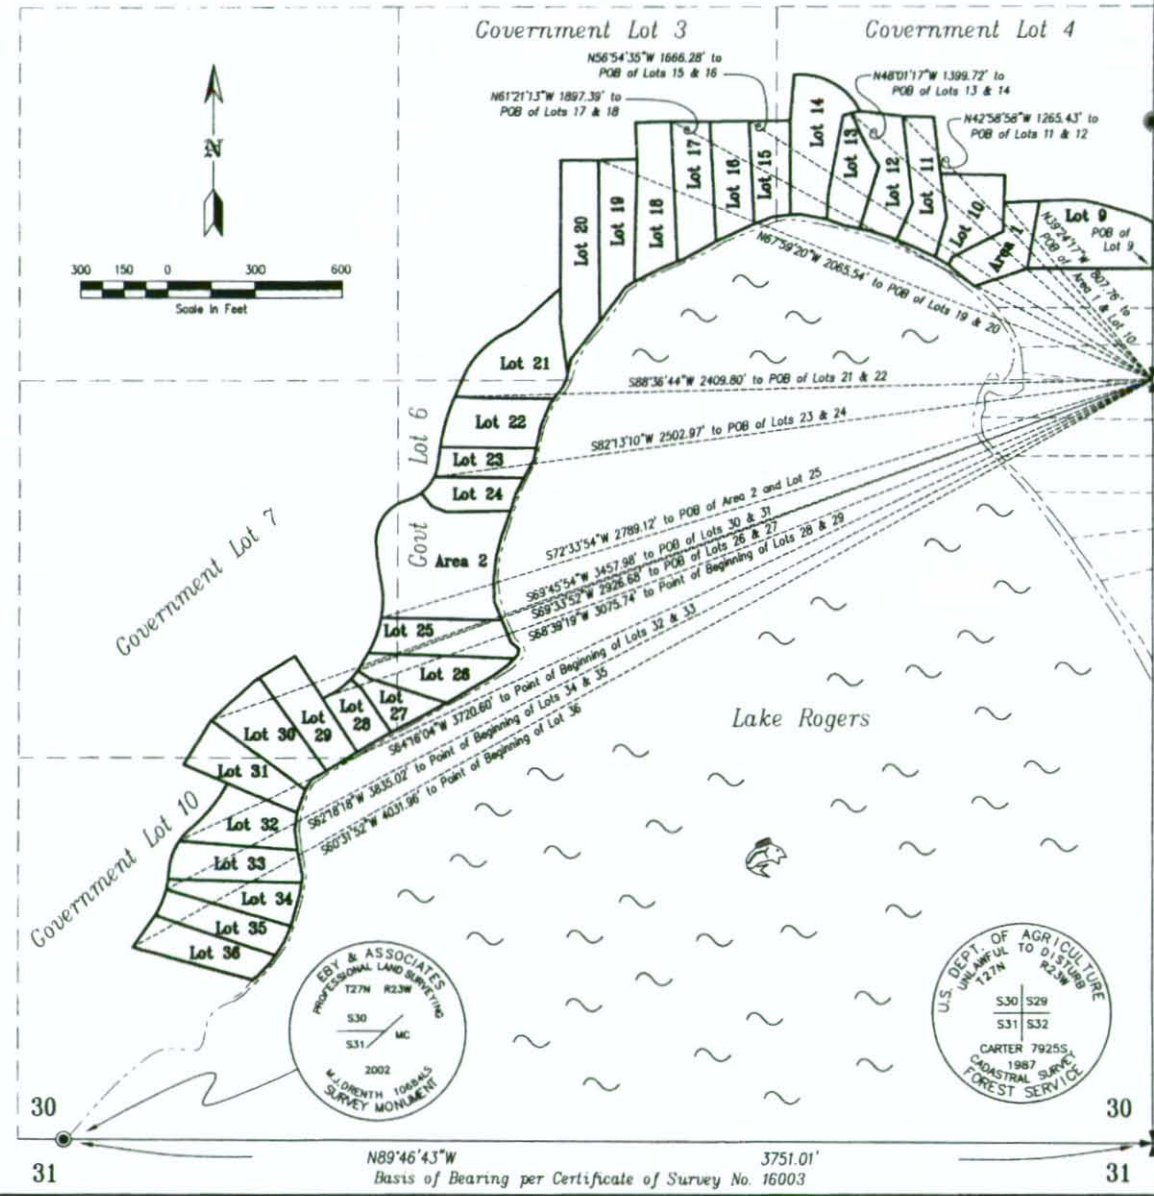 Government Lot 3
Government Lot 4
N56°54'35"W 1666.28' to
POB of Lots 15 & 16
N48°01'17"W 1399.72' to
POB of Lots 13 & 14
N61°21'13"W 1897.39' to
POB of Lots 17 & 18
N42°58'58"W 1265.43' to
POB of Lots 11 & 12
N
300 150 0 300 600
Scale In Feet
Lot 20
Lot 19
Lot 18
Lot 17
Lot 16
Lot 15
Lot 14
Lot 13
Lot 12
Lot 11
Lot 10
Area 1
Lot 9
POB of
Lot 9
N39°24'17"W 807.76' to
POB of Area 1 & Lot 10
N67°59'20"W 2065.54' to POB of Lots 19 & 20
Lot 21
S88°36'44"W 2409.80' to POB of Lots 21 & 22
Lot 22
S82°13'10"W 2502.97' to POB of Lots 23 & 24
Lot 23
Lot 24
Govt Lot 6
Government Lot 7
Area 2
S72°33'54"W 2789.12' to POB of Area 2 and Lot 25
S69°45'54"W 3457.98' to POB of Lots 30 & 31
S69°33'52"W 2926.68' to POB of Lots 26 & 27
S68°39'19"W 3075.74' to Point of Beginning of Lots 28 & 29
Lot 25
Lot 26
Lot
27
Lot
28
Lot
29
Lot 30
Lot 31
S64°16'04"W 3720.60' to Point of Beginning of Lots 32 & 33
S62°18'18"W 3835.02' to Point of Beginning of Lots 34 & 35
S60°31'52"W 4031.96' to Point of Beginning of Lot 36
Lake Rogers
Government Lot 10
Lot 32
Lot 33
Lot 34
Lot 35
Lot 36
EBY & ASSOCIATES
PROFESSIONAL LAND SURVEYING
T27N R23W
S30
S31
MC
2002
M.J.DRENTH 10684LS
SURVEY MONUMENT
U.S. DEPT. OF AGRICULTURE
UNLAWFUL TO DISTURB
T27N R23W
S30 S29
S31 S32
CARTER 7925S
1987
CADASTRAL SURVEY
FOREST SERVICE
30
30
31
31
N89°46'43"W 3751.01'
Basis of Bearing per Certificate of Survey No. 16003